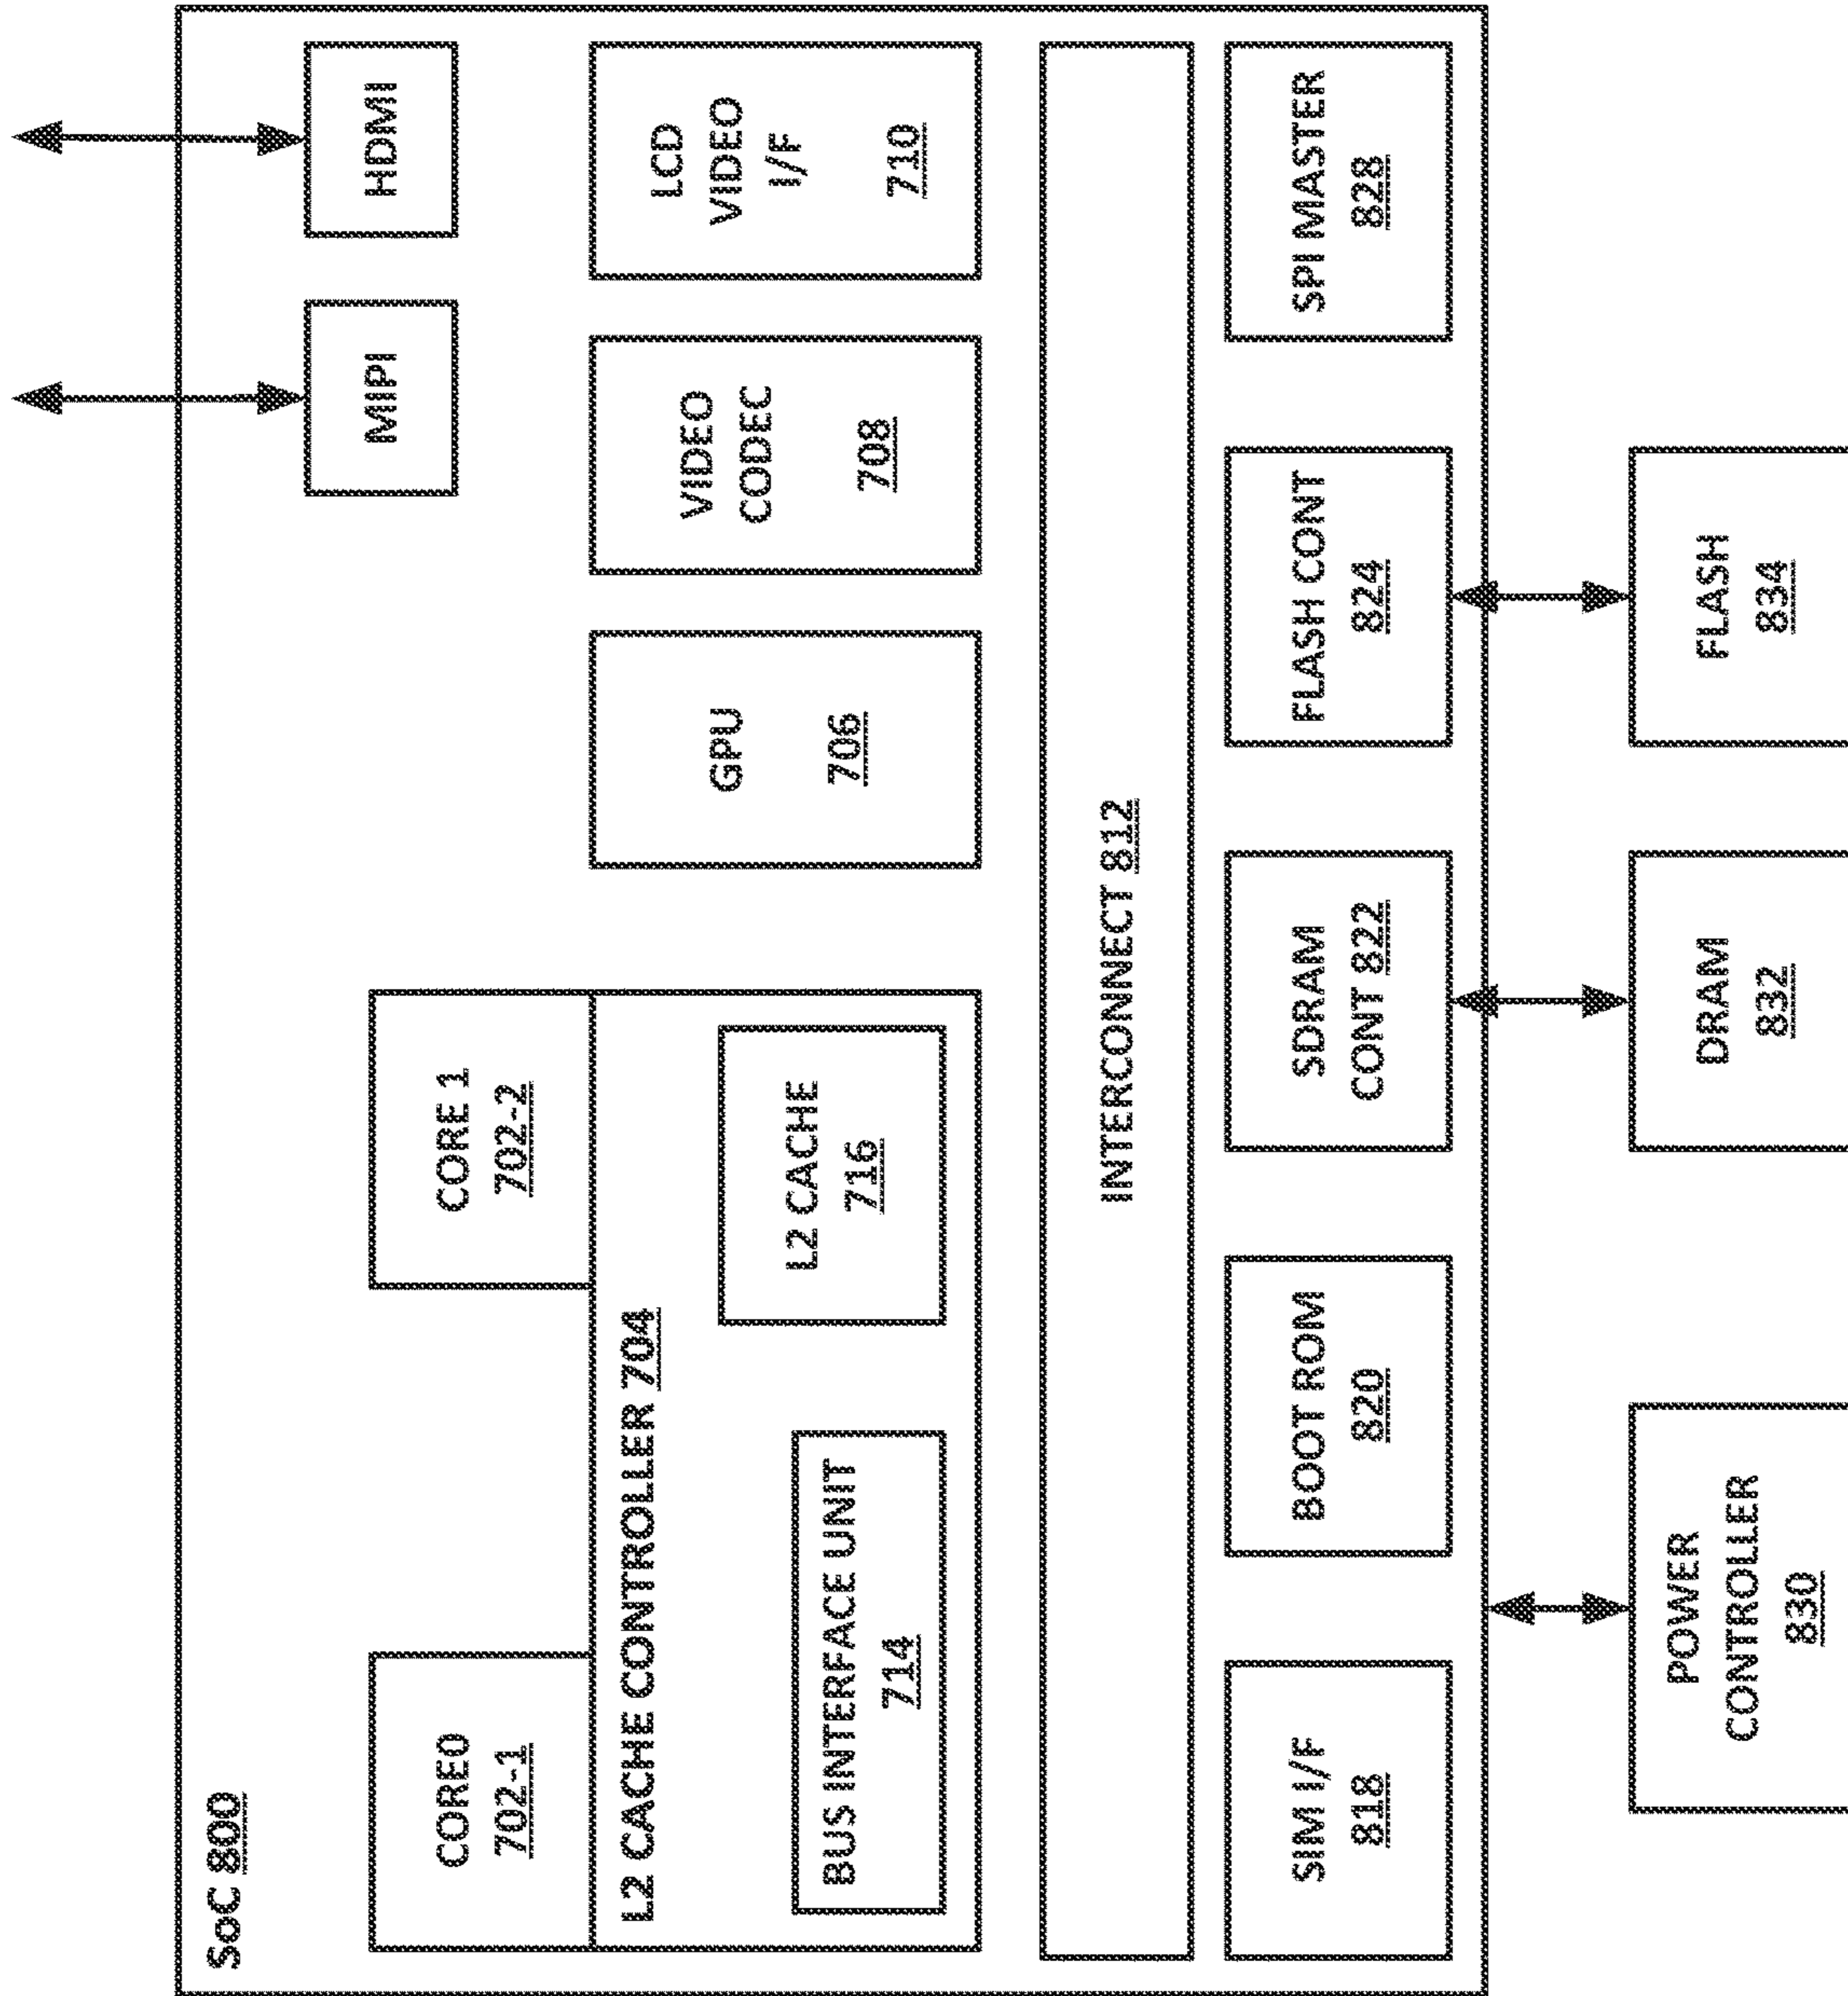 SoC 800
MIPI
HDMI
CORE0
702-1
CORE 1
702-2
L2 CACHE CONTROLLER 704
BUS INTERFACE UNIT
714
L2 CACHE
716
GPU
706
VIDEO
CODEC
708
LCD
VIDEO
I/F
710
INTERCONNECT 812
SIM I/F
818
BOOT ROM
820
SDRAM
CONT 822
FLASH CONT
824
SPI MASTER
828
POWER
CONTROLLER
830
DRAM
832
FLASH
834